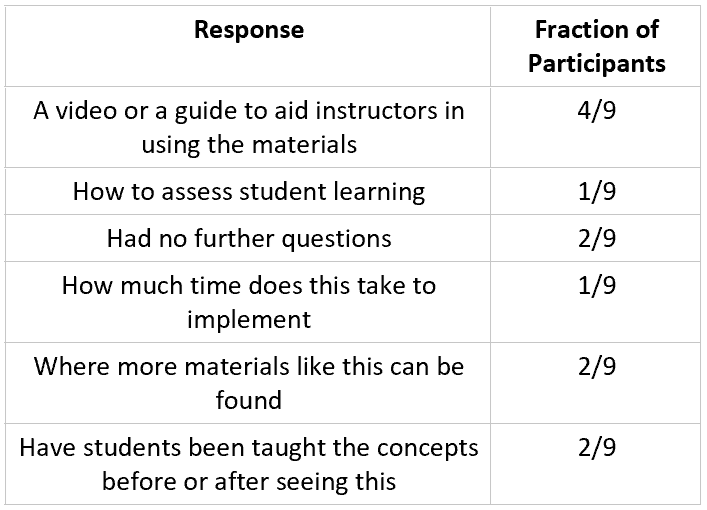 Response
Fraction of
Participants
A video or a guide to aid instructors in
using the materials
4/9
How to assess student learning
1/9
Had no further questions
2/9
How much time does this take to
implement
1/9
Where more materials like this can be
found
2/9
Have students been taught the concepts
before or after seeing this
2/9